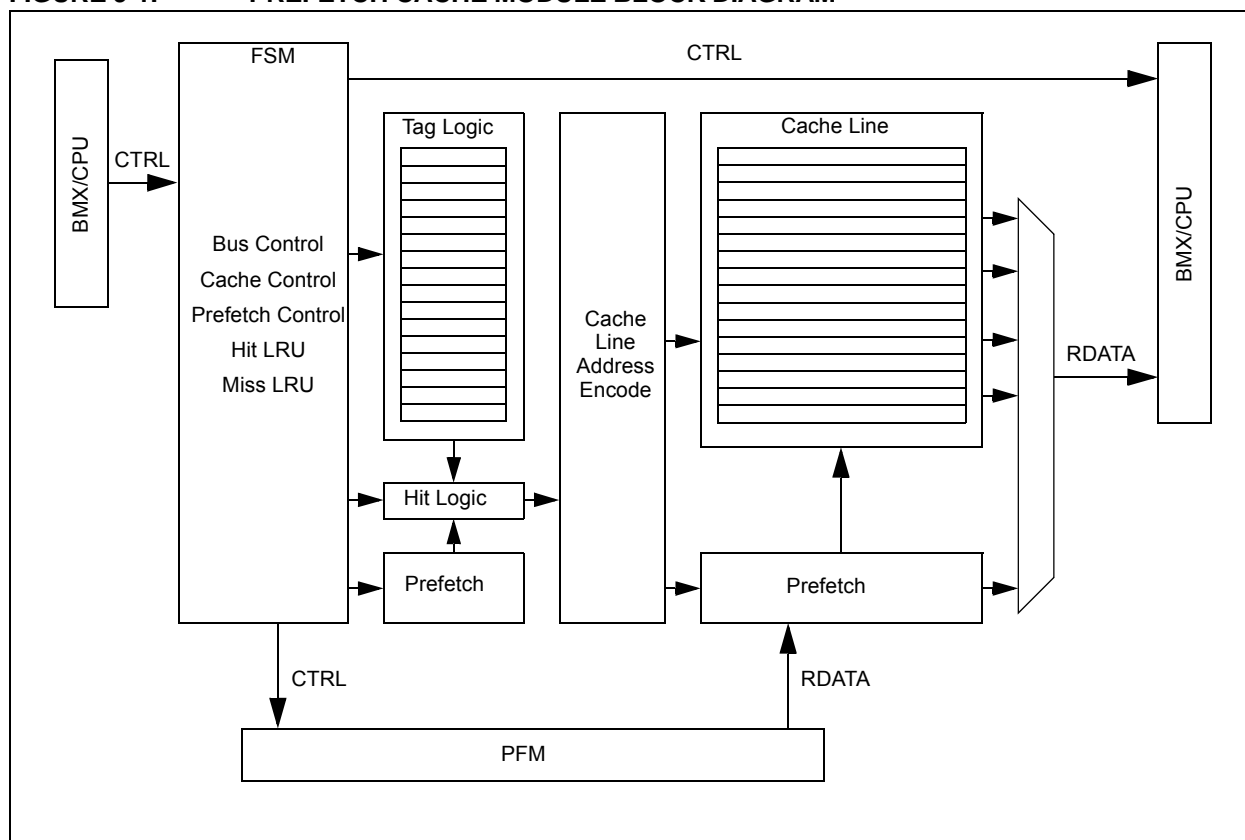 FSM
CTRL
BMX/CPU
CTRL
Bus Control
Cache Control
Prefetch Control
Hit LRU
Miss LRU
Tag Logic
Hit Logic
Prefetch
Cache
Line
Address
Encode
Cache Line
Prefetch
RDATA
BMX/CPU
CTRL
RDATA
PFM